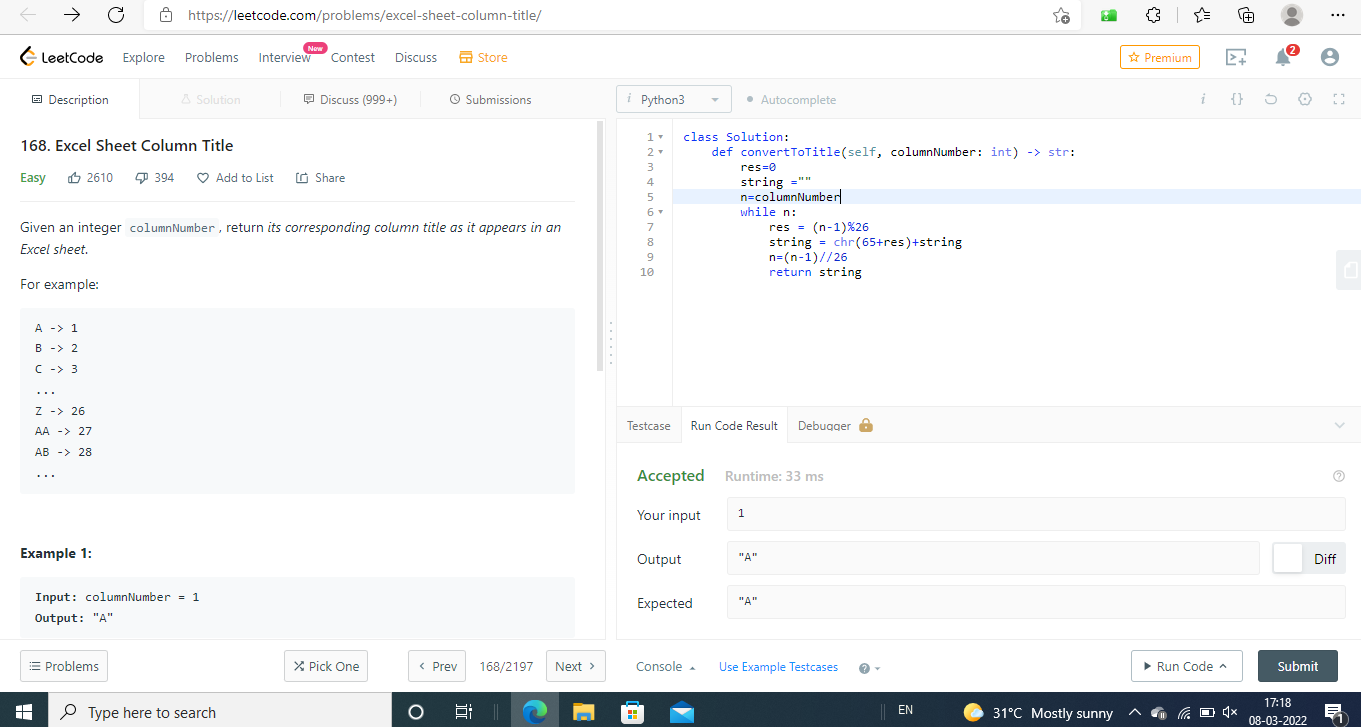 https://leetcode.com/problems/excel-sheet-column-title/
LeetCode Explore Problems Interview New Contest Discuss Store Premium 2
Description Solution Discuss (999+) Submissions
i Python3 Autocomplete i {}
168. Excel Sheet Column Title
Easy 2610 394 Add to List Share
Given an integer columnNumber, return its corresponding column title as it appears in an
Excel sheet.
For example:
A -> 1
B -> 2
C -> 3
...
Z -> 26
AA -> 27
AB -> 28
...
Example 1:
Input: columnNumber = 1
Output: "A"
Problems Pick One Prev 168/2197 Next
1 class Solution:
2 def convertToTitle(self, columnNumber: int) -> str:
3 res=0
4 string =""
5 n=columnNumber
6 while n:
7 res = (n-1)%26
8 string = chr(65+res)+string
9 n=(n-1)//26
10 return string
Testcase Run Code Result Debugger
Accepted Runtime: 33 ms
Your input 1
Output "A" Diff
Expected "A"
Console Use Example Testcases Run Code Submit
Type here to search
EN 31°C Mostly sunny 17:18
08-03-2022 1